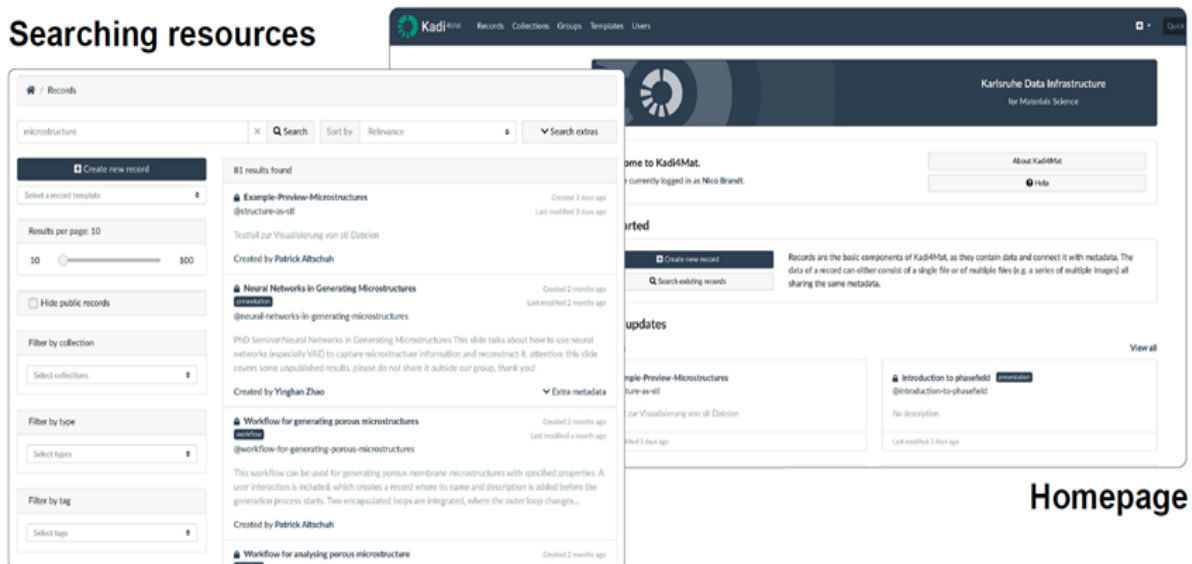 Searching resources
Kadi4Mat Records Collections Groups Templates Users
Quick
Karlsruhe Data Infrastructure
for Materials Science
ome to Kadi4Mat.
currently logged in as Nico Brandt.
About Kadi4Mat
Help
arted
Create new record
Search existing records
Records are the basic components of Kadi4Mat, as they contain data and connect it with metadata. The
data of a record can either consist of a single file or of multiple files (e.g. a series of multiple images) all
sharing the same metadata.
updates
View all
mple-Preview-Microstructures
ture-as-stl
zur Visualisierung von stl Dateien
ified 3 days ago
Introduction to phasefield presentation
@introduction-to-phasefield
No description.
Last modified 3 days ago
Homepage
/ Records
microstructure × Search Sort by Relevance Search extras
Create new record
Select a record template
Results per page: 10
10 100
Hide public records
Filter by collection
Select collections
Filter by type
Select types
Filter by tag
Select tags
81 results found
Example-Preview-Microstructures Created 3 days ago
@structure-as-stl Last modified 3 days ago
Testfall zur Visualisierung von stl Dateien
Created by Patrick Altschuh
Neural Networks in Generating Microstructures Created 2 months ago
presentation Last modified 2 months ago
@neural-networks-in-generating-microstructures
PhD Seminar:Neural Networks in Generating Microstructures This slide talks about how to use neural
networks (especially VAE) to capture microstructure information and reconstruct it. attention: this slide
covers some unpublished results, please do not share it outside our group, thank you!
Created by Yinghan Zhao Extra metadata
Workflow for generating porous microstructures Created 2 months ago
workflow Last modified a month ago
@workflow-for-generating-porous-microstructures
This workflow can be used for generating porous membrane microstructures with specified properties. A
user interaction is included, which creates a record where its name and description is added before the
generation process starts. Two encapsulated loops are integrated, where the outer loop changes...
Created by Patrick Altschuh
Workflow for analysing porous microstructure Created 2 months ago